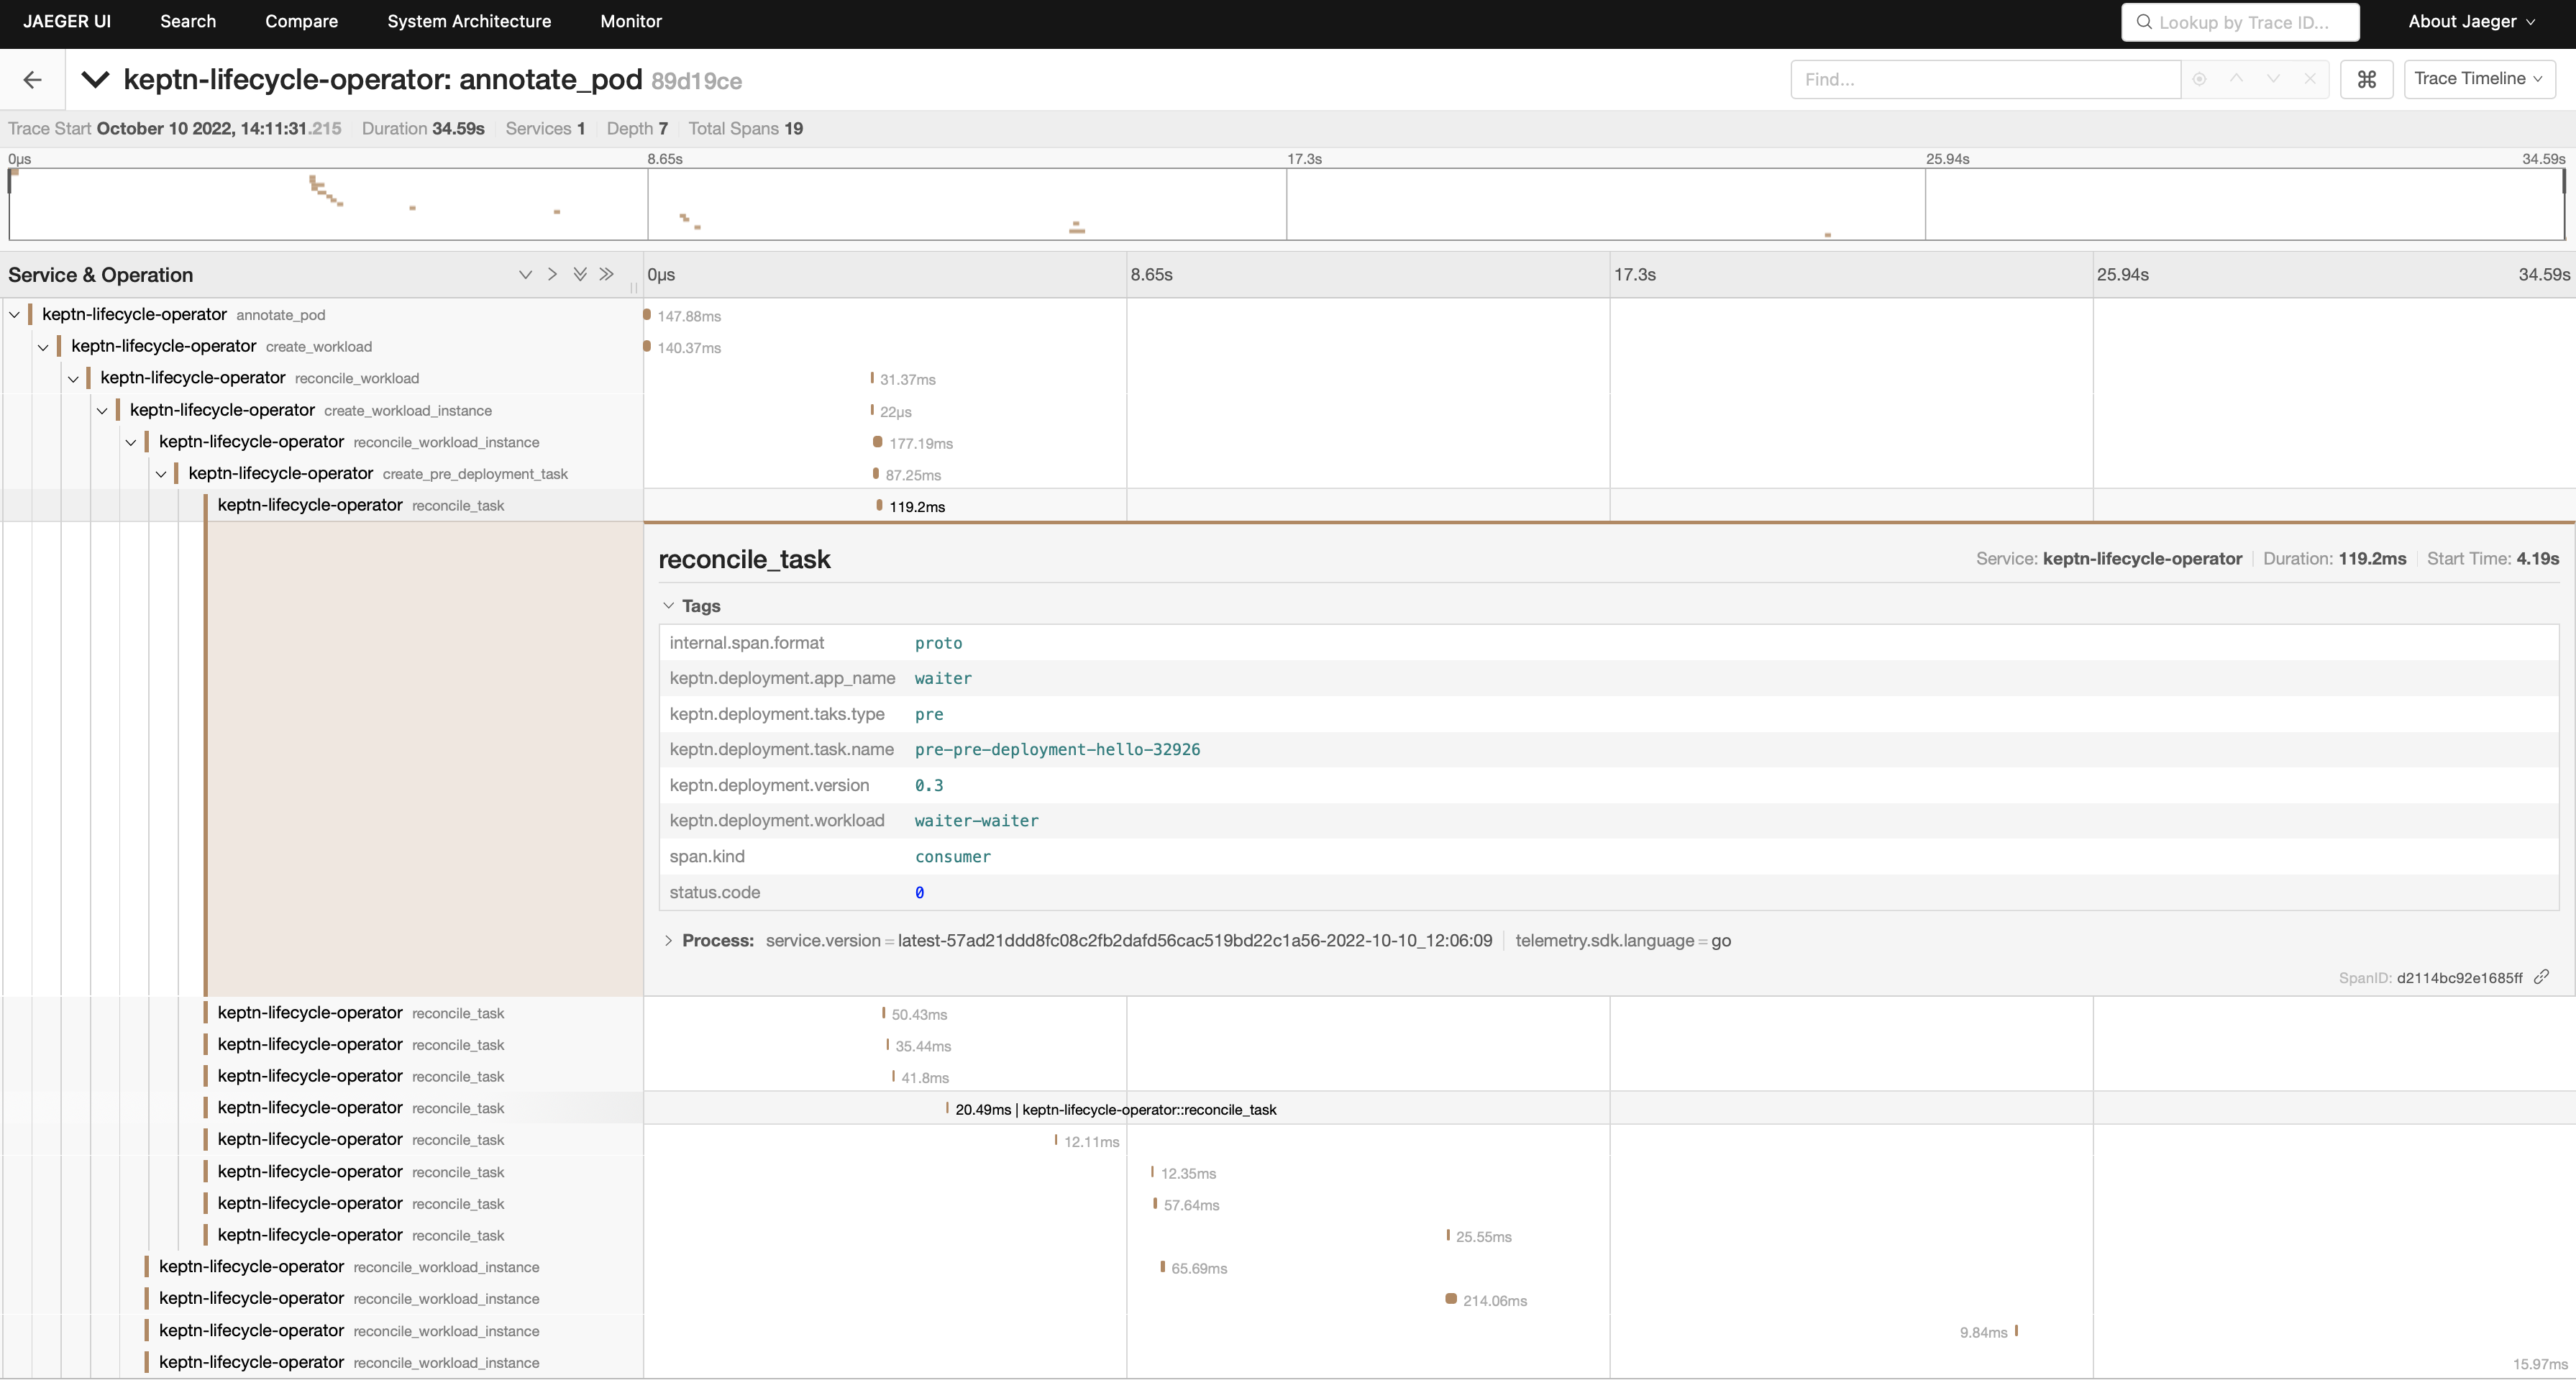 JAEGER UI Search Compare System Architecture Monitor Lookup by Trace ID... About Jaeger
keptn-lifecycle-operator: annotate_pod 89d19ce Find... ⌘ Trace Timeline
Trace Start October 10 2022, 14:11:31.215 Duration 34.59s Services 1 Depth 7 Total Spans 19
0μs 8.65s 17.3s 25.94s 34.59s
Service & Operation 0μs 8.65s 17.3s 25.94s 34.59s
keptn-lifecycle-operator annotate_pod 147.88ms
keptn-lifecycle-operator create_workload 140.37ms
keptn-lifecycle-operator reconcile_workload 31.37ms
keptn-lifecycle-operator create_workload_instance 22μs
keptn-lifecycle-operator reconcile_workload_instance 177.19ms
keptn-lifecycle-operator create_pre_deployment_task 87.25ms
keptn-lifecycle-operator reconcile_task 119.2ms
reconcile_task Service: keptn-lifecycle-operator Duration: 119.2ms Start Time: 4.19s
Tags
internal.span.format proto
keptn.deployment.app_name waiter
keptn.deployment.taks.type pre
keptn.deployment.task.name pre-pre-deployment-hello-32926
keptn.deployment.version 0.3
keptn.deployment.workload waiter-waiter
span.kind consumer
status.code 0
Process: service.version = latest-57ad21ddd8fc08c2fb2dafd56cac519bd22c1a56-2022-10-10_12:06:09 telemetry.sdk.language = go
SpanID: d2114bc92e1685ff
keptn-lifecycle-operator reconcile_task 50.43ms
keptn-lifecycle-operator reconcile_task 35.44ms
keptn-lifecycle-operator reconcile_task 41.8ms
keptn-lifecycle-operator reconcile_task 20.49ms | keptn-lifecycle-operator::reconcile_task
keptn-lifecycle-operator reconcile_task 12.11ms
keptn-lifecycle-operator reconcile_task 12.35ms
keptn-lifecycle-operator reconcile_task 57.64ms
keptn-lifecycle-operator reconcile_task 25.55ms
keptn-lifecycle-operator reconcile_workload_instance 65.69ms
keptn-lifecycle-operator reconcile_workload_instance 214.06ms
keptn-lifecycle-operator reconcile_workload_instance 9.84ms
keptn-lifecycle-operator reconcile_workload_instance 15.97ms